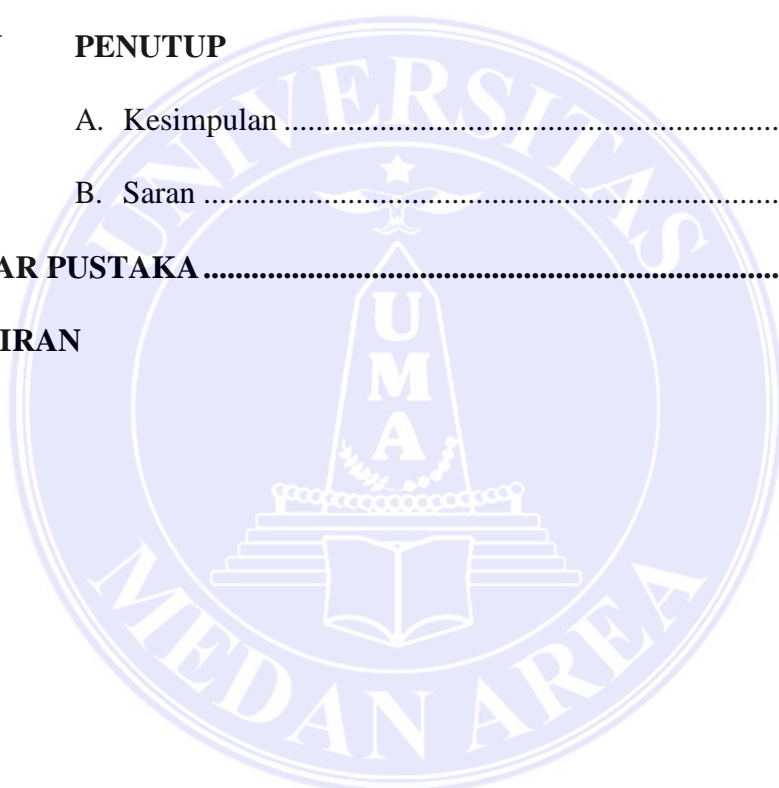 PENUTUP
A. Kesimpulan ................................................................
B. Saran ..........................................................................
AR PUSTAKA ........................................................................
IRAN
UNIVERSITAS
UMA
MEDAN AREA